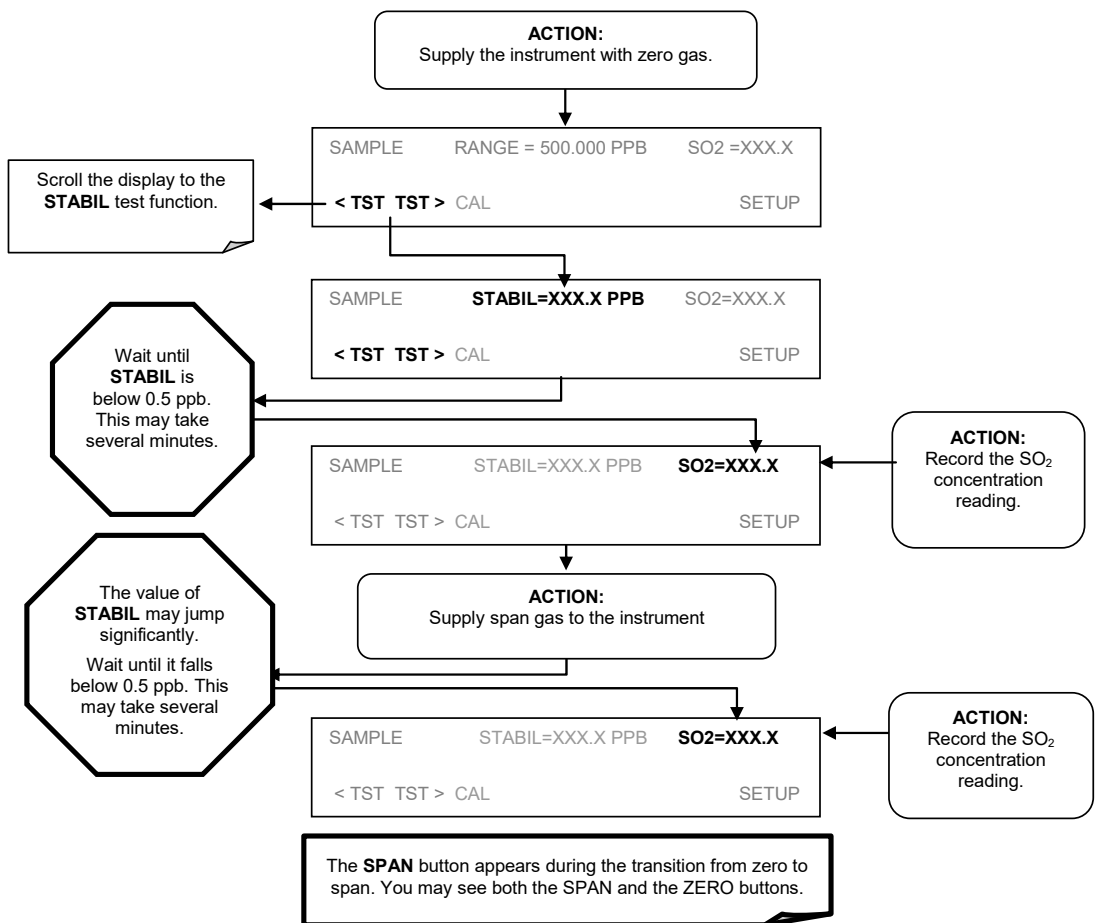 ACTION:
Supply the instrument with zero gas.
SAMPLE RANGE = 500.000 PPB SO2 =XXX.X
< TST TST > CAL SETUP
Scroll the display to the
STABIL test function.
SAMPLE STABIL=XXX.X PPB SO2=XXX.X
< TST TST > CAL SETUP
Wait until
STABIL is
below 0.5 ppb.
This may take
several minutes.
SAMPLE STABIL=XXX.X PPB SO2=XXX.X
< TST TST > CAL SETUP
ACTION:
Record the SO₂
concentration
reading.
ACTION:
Supply span gas to the instrument
The value of
STABIL may jump
significantly.
Wait until it falls
below 0.5 ppb. This
may take several
minutes.
SAMPLE STABIL=XXX.X PPB SO2=XXX.X
< TST TST > CAL SETUP
ACTION:
Record the SO₂
concentration
reading.
The SPAN button appears during the transition from zero to
span. You may see both the SPAN and the ZERO buttons.